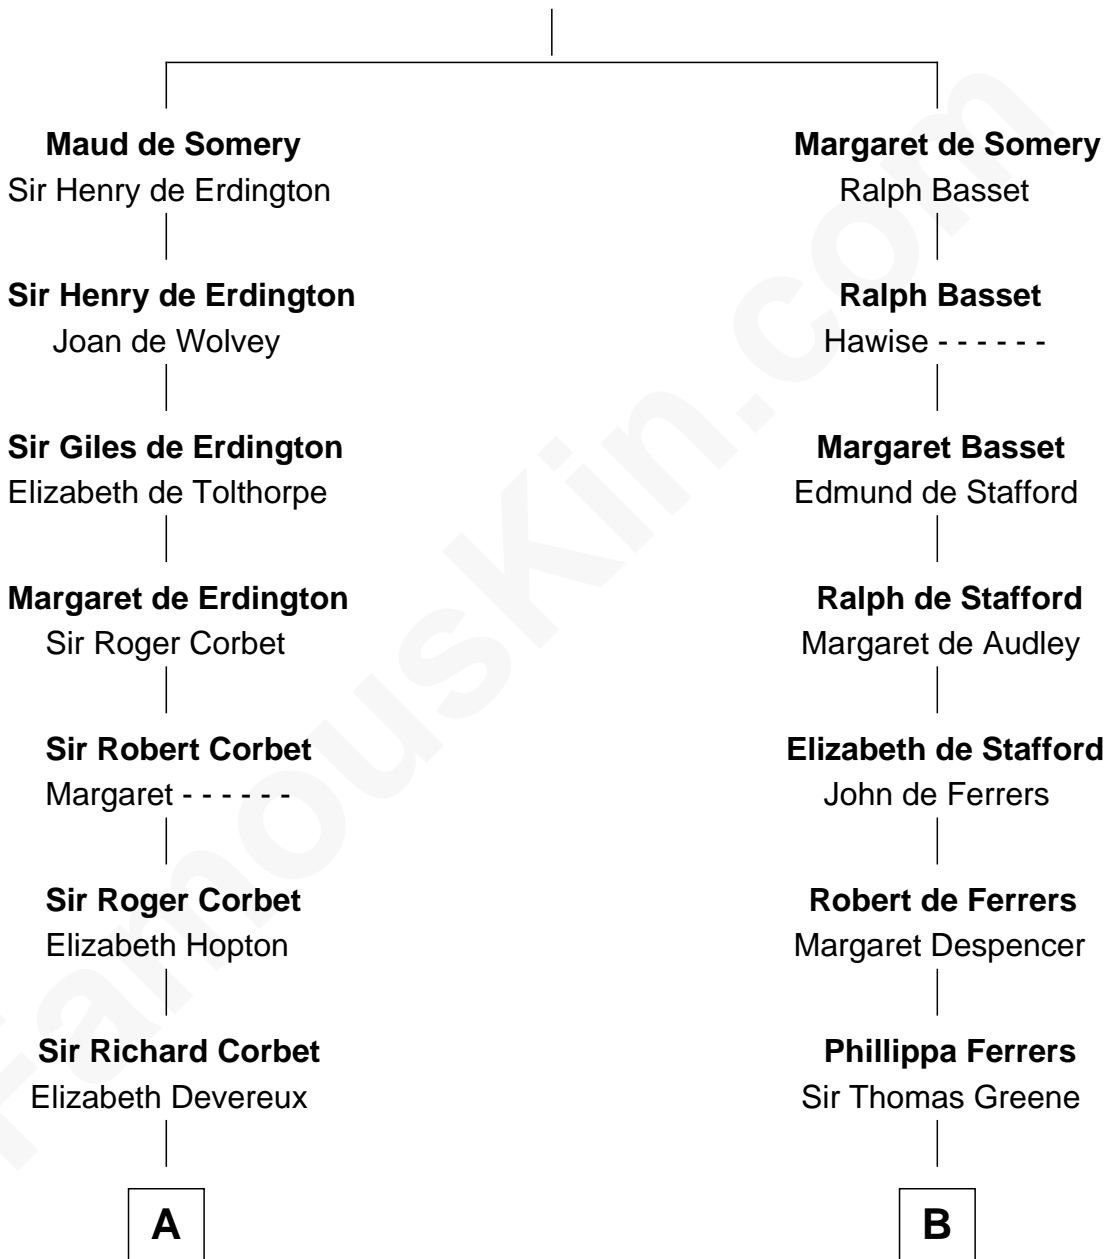 Maud de Somery
Sir Henry de Erdington
Sir Henry de Erdington
Joan de Wolvey
Sir Giles de Erdington
Elizabeth de Tolthorpe
Margaret de Erdington
Sir Roger Corbet
Sir Robert Corbet
Margaret - - - - - -
Sir Roger Corbet
Elizabeth Hopton
Sir Richard Corbet
Elizabeth Devereux
A
Margaret de Somery
Ralph Basset
Ralph Basset
Hawise - - - - - -
Margaret Basset
Edmund de Stafford
Ralph de Stafford
Margaret de Audley
Elizabeth de Stafford
John de Ferrers
Robert de Ferrers
Margaret Despencer
Phillippa Ferrers
Sir Thomas Greene
B
FamousKin.com